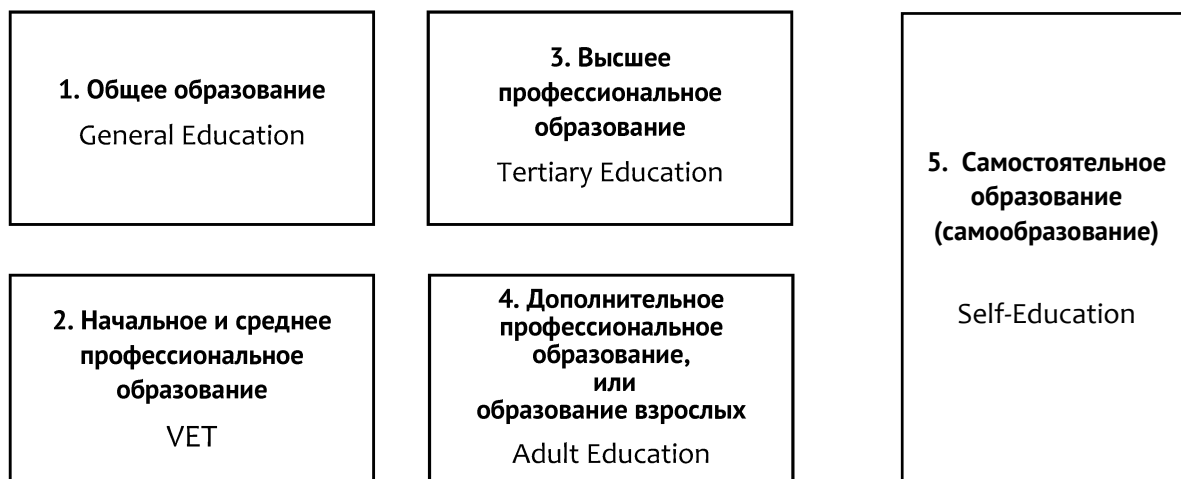 1. Общее образование
General Education
2. Начальное и среднее
профессиональное
образование
VET
3. Высшее
профессиональное
образование
Tertiary Education
4. Дополнительное
профессиональное
образование,
или
образование взрослых
Adult Education
5. Самостоятельное
образование
(самообразование)
Self-Education